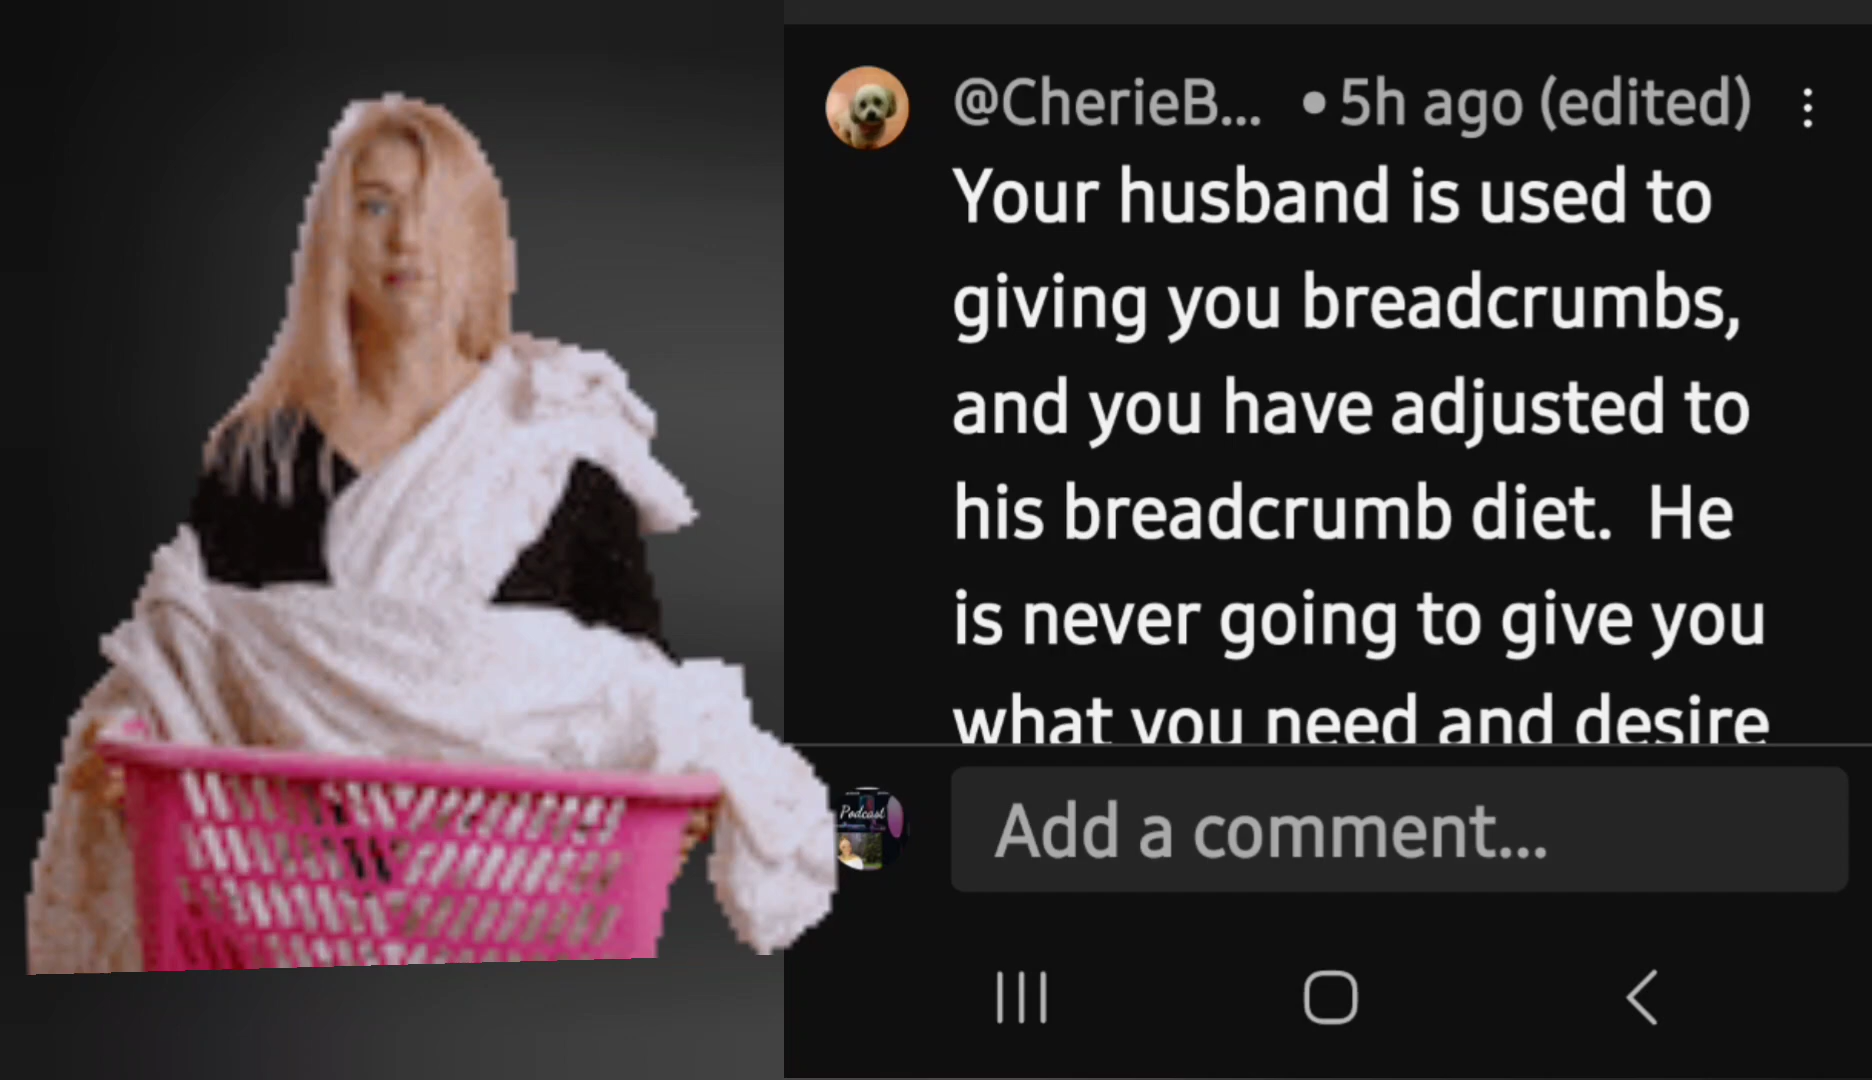 @CherieB... • 5h ago (edited)
Your husband is used to
giving you breadcrumbs,
and you have adjusted to
his breadcrumb diet.  He
is never going to give you
what you need and desire
Podcast
Add a comment...